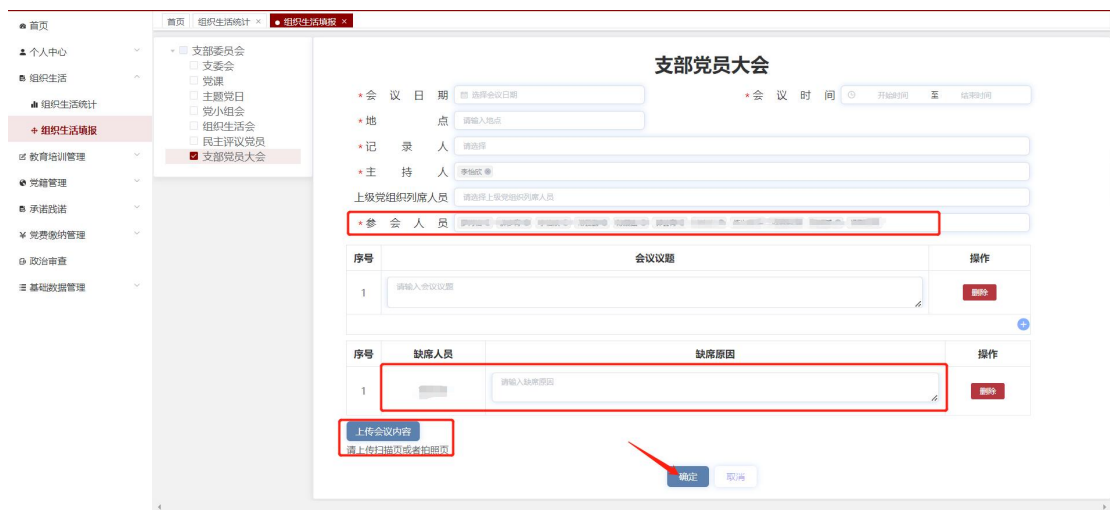 首页
个人中心
组织生活
组织生活统计
组织生活填报
教育培训管理
党籍管理
承诺践诺
党费缴纳管理
政治审查
基础数据管理
首页 组织生活统计 × 组织生活填报 ×
支部委员会
支委会
党课
主题党日
党小组会
组织生活会
民主评议党员
支部党员大会
支部党员大会
*会议日期 选择会议日期 *会议时间 开始时间 至 结束时间
*地点 请输入地点
*记录人 请选择
*主持人 李怡欣
上级党组织列席人员 请选择上级党组织列席人员
*参会人员
序号 会议议题 操作
1 请输入会议议题 删除
序号 缺席人员 缺席原因 操作
1 请输入缺席原因 删除
上传会议内容
请上传扫描页或者拍照页
确定 取消